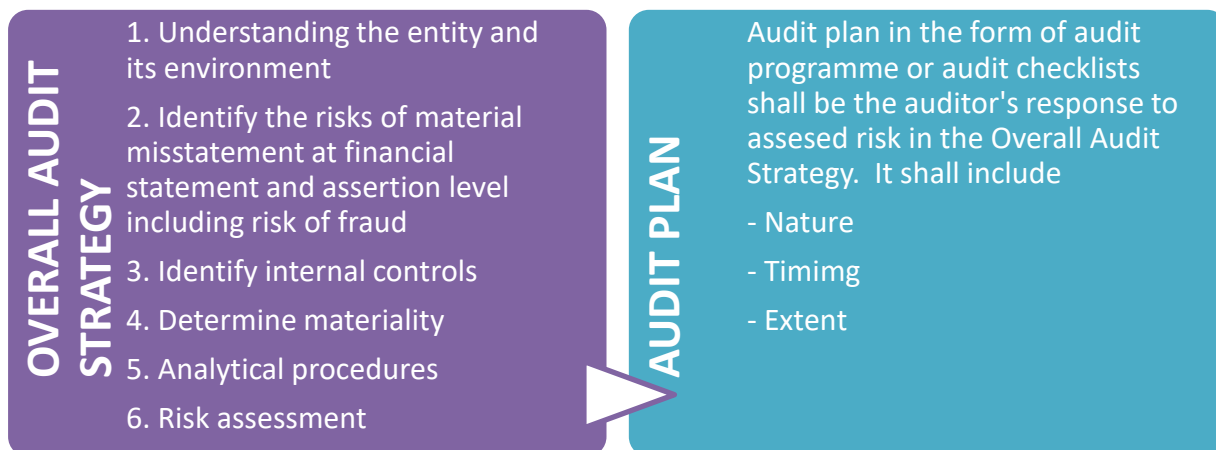 OVERALL AUDIT
STRATEGY
1. Understanding the entity and
its environment
2. Identify the risks of material
misstatement at financial
statement and assertion level
including risk of fraud
3. Identify internal controls
4. Determine materiality
5. Analytical procedures
6. Risk assessment
AUDIT PLAN
Audit plan in the form of audit
programme or audit checklists
shall be the auditor's response to
assesed risk in the Overall Audit
Strategy.  It shall include
- Nature
- Timimg
- Extent